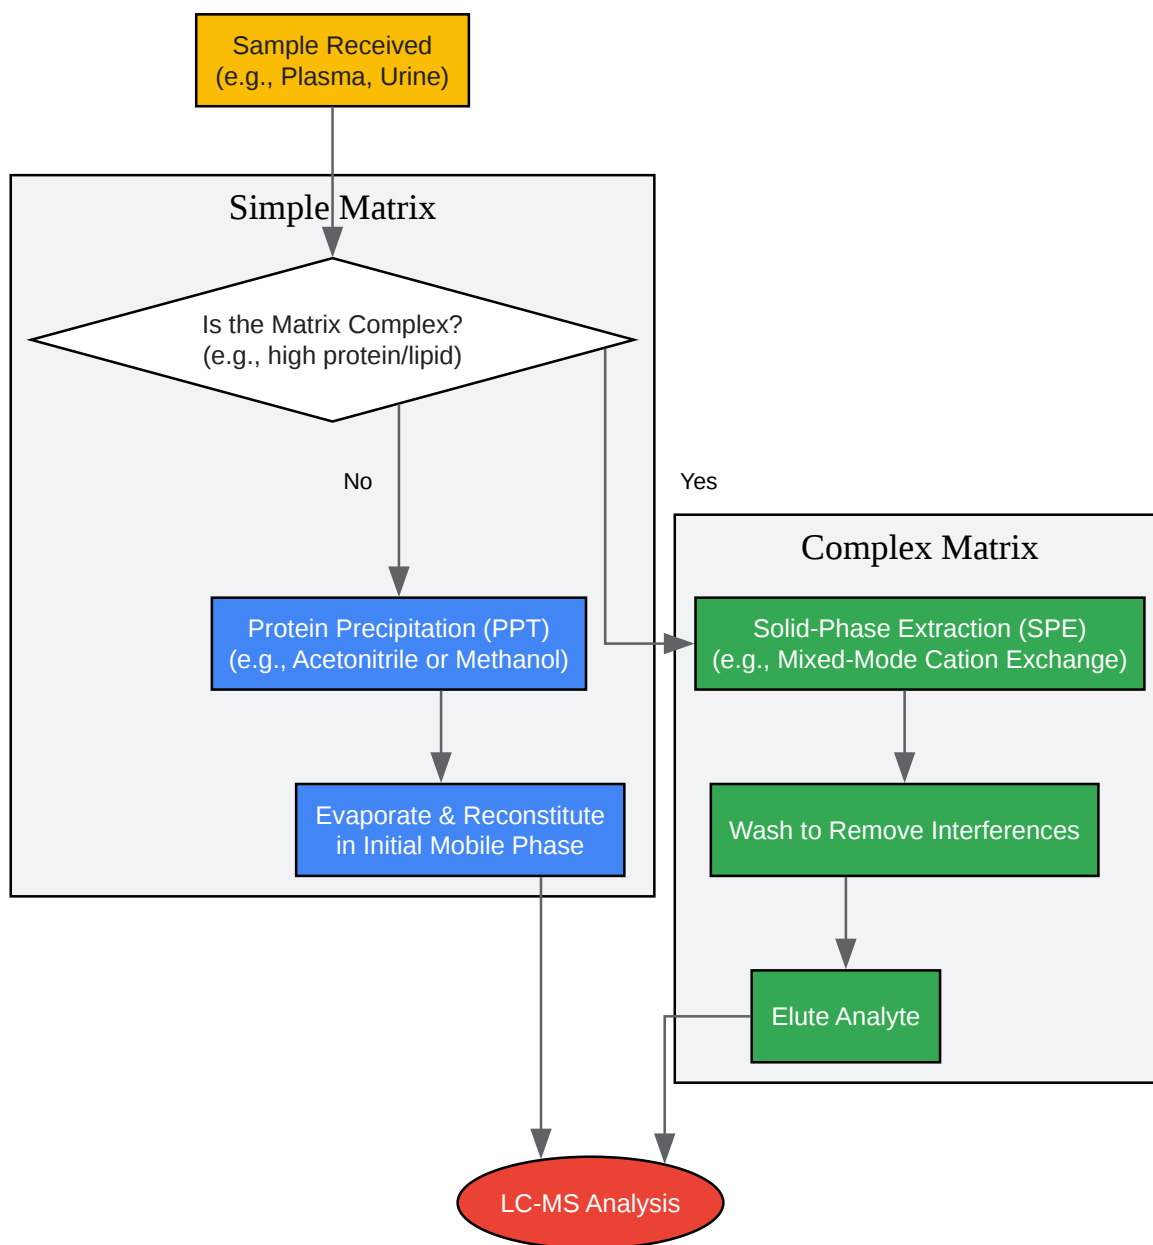 Sample Received
(e.g., Plasma, Urine)
Simple Matrix
Is the Matrix Complex?
(e.g., high protein/lipid)
No
Yes
Complex Matrix
Protein Precipitation (PPT)
(e.g., Acetonitrile or Methanol)
Solid-Phase Extraction (SPE)
(e.g., Mixed-Mode Cation Exchange)
Evaporate & Reconstitute
in Initial Mobile Phase
Wash to Remove Interferences
Elute Analyte
LC-MS Analysis